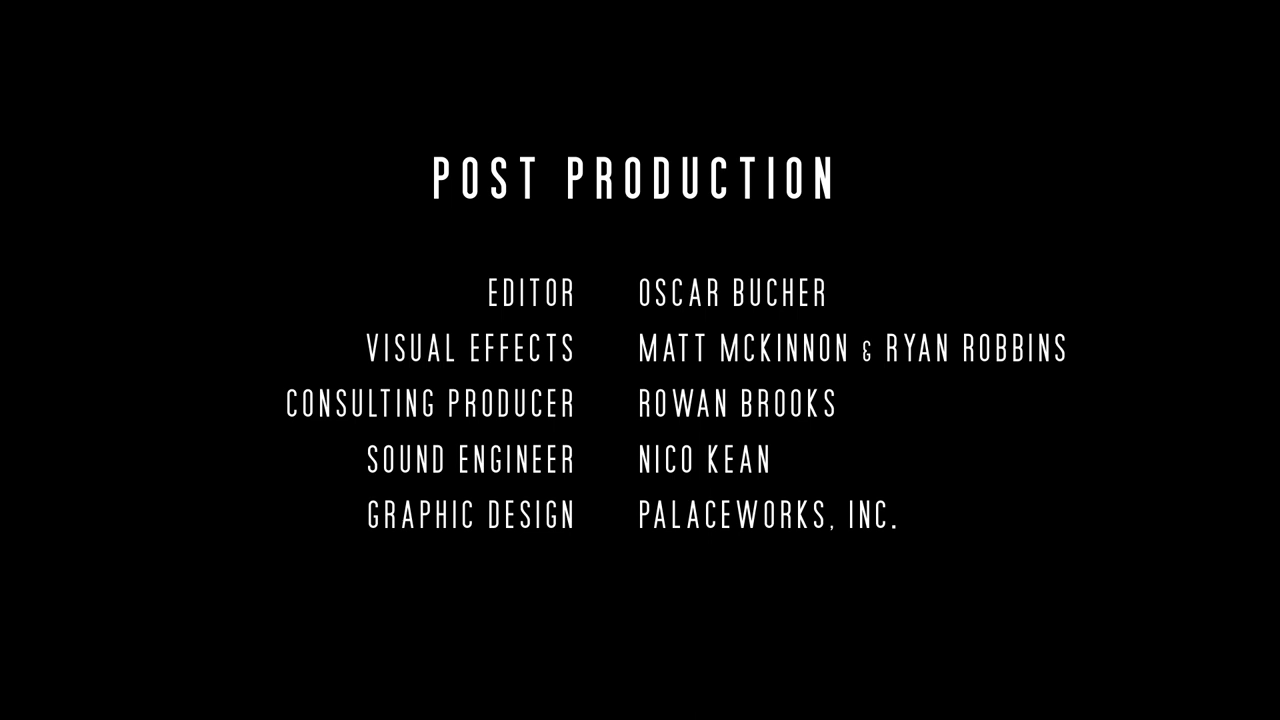 POST PRODUCTION
EDITOR OSCAR BUCHER
VISUAL EFFECTS MATT MCKINNON & RYAN ROBBINS
CONSULTING PRODUCER ROWAN BROOKS
SOUND ENGINEER NICO KEAN
GRAPHIC DESIGN PALACEWORKS, INC.